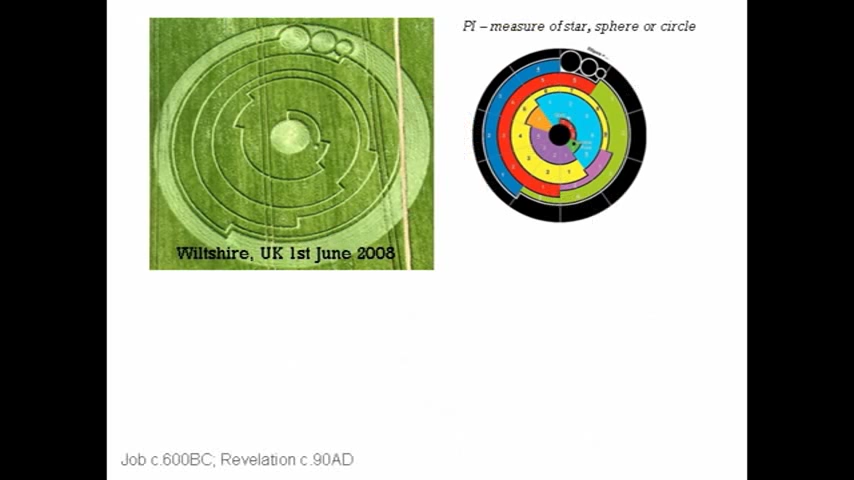 PI – measure of star, sphere or circle
Wiltshire, UK 1st June 2008
Job c.600BC; Revelation c.90AD